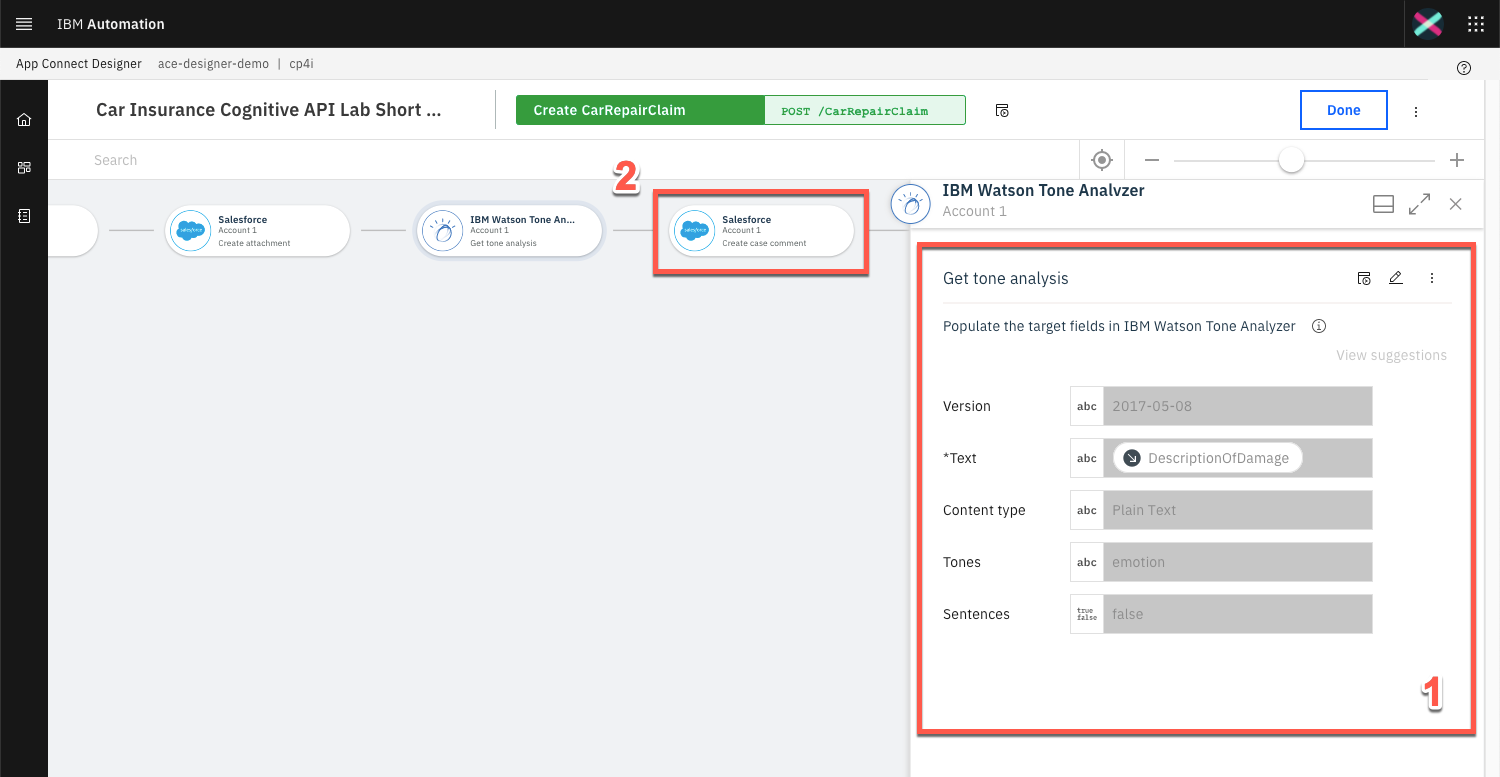 IBM Automation
App Connect Designer ace-designer-demo | cp4i
Car Insurance Cognitive API Lab Short ...
Create CarRepairClaim
POST /CarRepairClaim
Done
Search
2
Salesforce
Account 1
Create attachment
IBM Watson Tone An...
Account 1
Get tone analysis
Salesforce
Account 1
Create case comment
IBM Watson Tone Analyzer
Account 1
Get tone analysis
Populate the target fields in IBM Watson Tone Analyzer
View suggestions
Version abc 2017-05-08
*Text abc DescriptionOfDamage
Content type abc Plain Text
Tones abc emotion
Sentences true false false
1